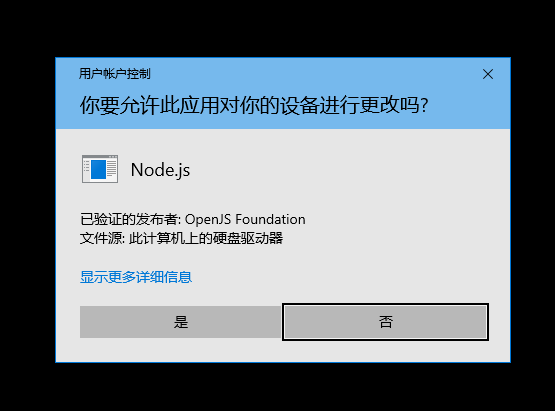 用户帐户控制
你要允许此应用对你的设备进行更改吗?
Node.js
已验证的发布者: OpenJS Foundation
文件源: 此计算机上的硬盘驱动器
显示更多详细信息
是
否